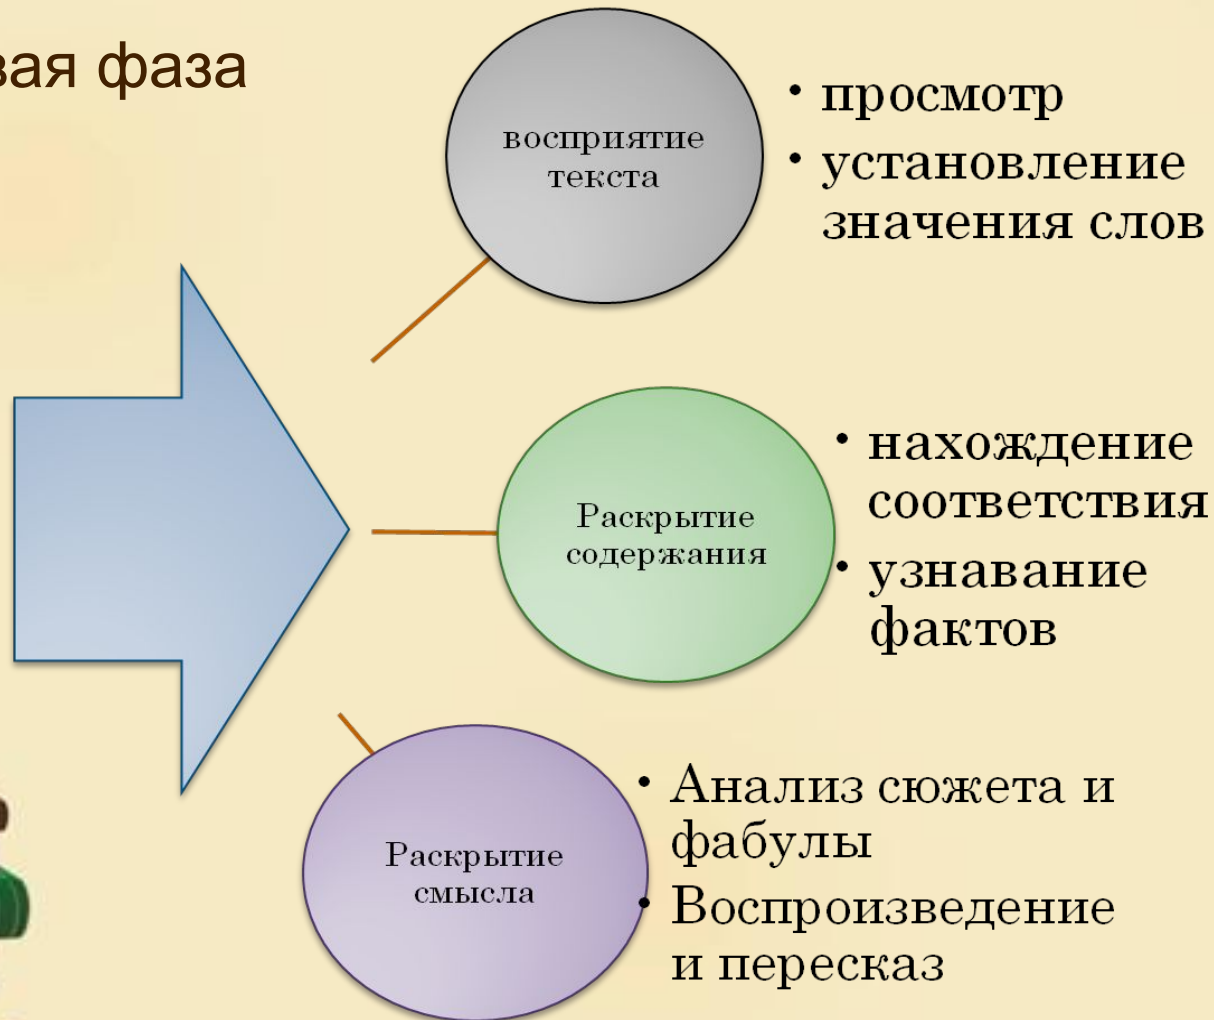 вая фаза
восприятие
текста
• просмотр
• установление
значения слов
Раскрытие
содержания
• нахождение
соответствия
• узнавание
фактов
Раскрытие
смысла
• Анализ сюжета и
фабулы
• Воспроизведение
и пересказ